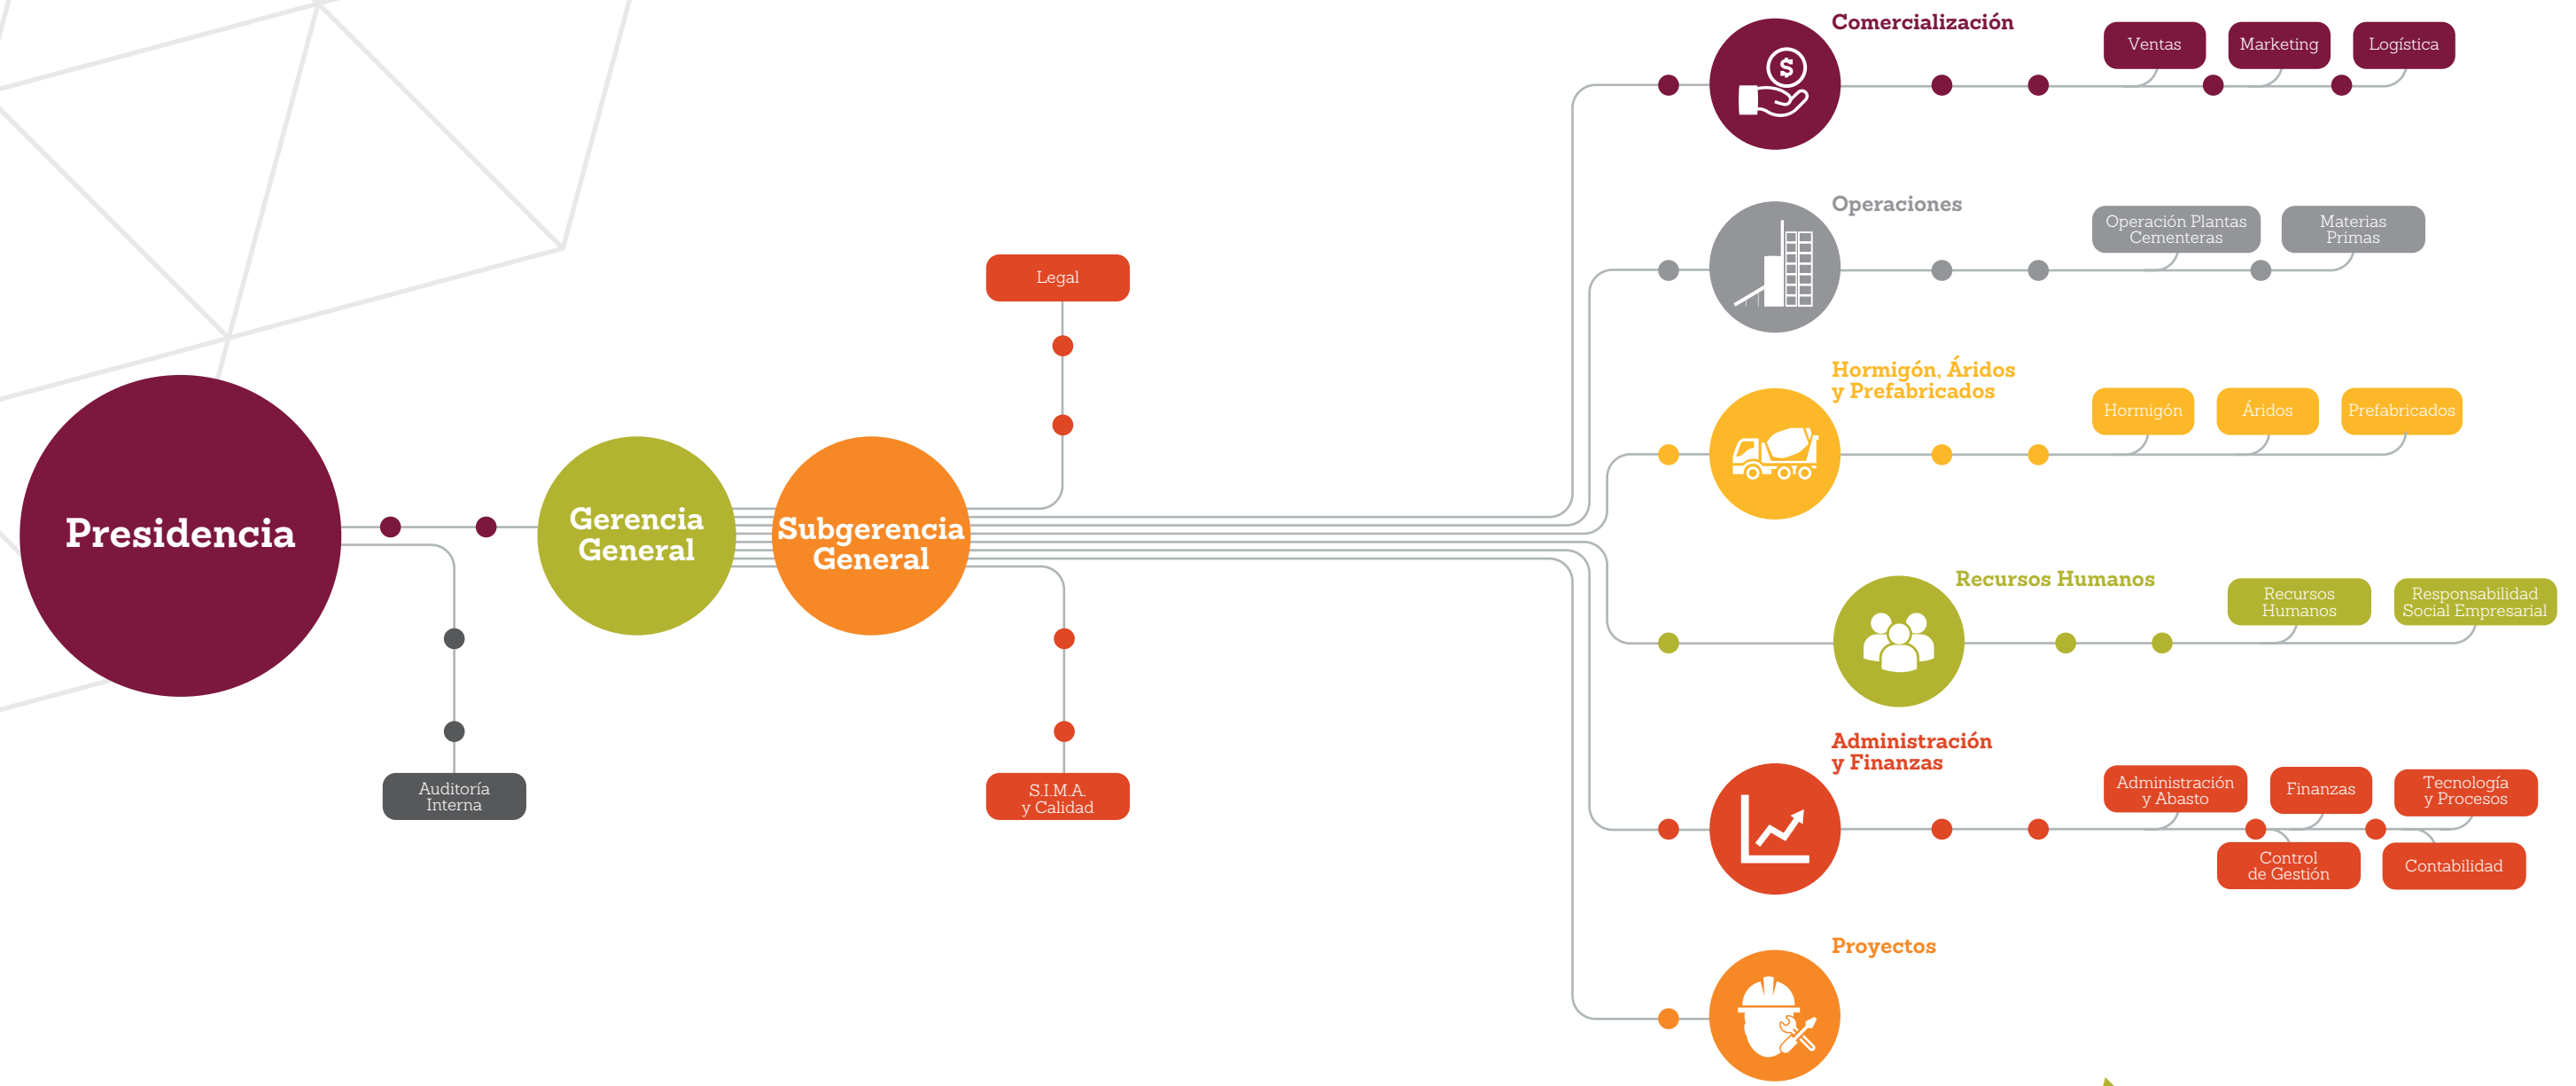 Presidencia
Auditoría
Interna
Gerencia
General
Subgerencia
General
Legal
S.I.M.A.
y Calidad
Comercialización
Ventas
Marketing
Logística
Operaciones
Operación Plantas
Cementeras
Materias
Primas
Hormigón, Áridos
y Prefabricados
Hormigón
Áridos
Prefabricados
Recursos Humanos
Recursos
Humanos
Responsabilidad
Social Empresarial
Administración
y Finanzas
Administración
y Abasto
Finanzas
Tecnología
y Procesos
Control
de Gestión
Contabilidad
Proyectos
$